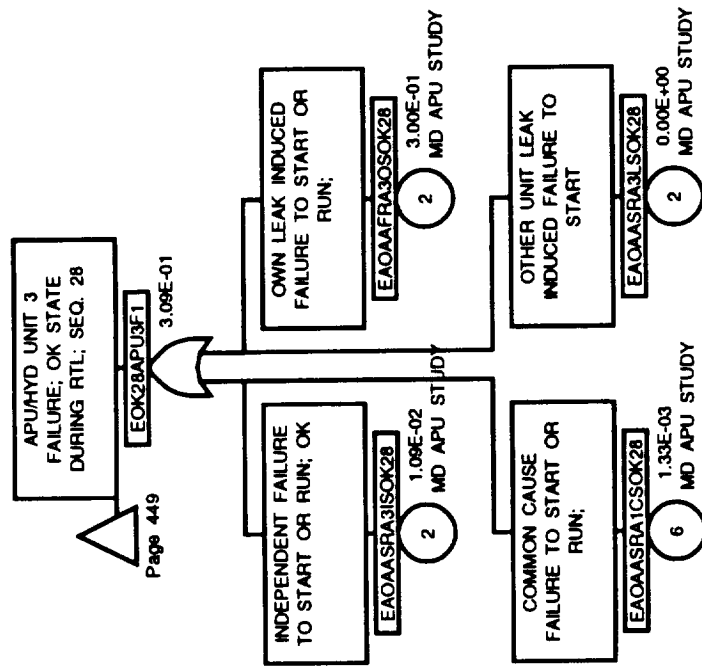 APU/HYD UNIT 3
FAILURE; OK STATE
DURING RTL; SEQ. 28
Page 449
EOK28APU3F1
3.09E-01
INDEPENDENT FAILURE
TO START OR RUN; OK
EAOAASRA3ISOK28
1.09E-02
2
MD APU STUDY
OWN LEAK INDUCED
FAILURE TO START OR
RUN;
EAOAAFRA3OSOK28
3.00E-01
2
MD APU STUDY
COMMON CAUSE
FAILURE TO START OR
RUN;
EAOAASRA1CSOK28
1.33E-03
6
MD APU STUDY
OTHER UNIT LEAK
INDUCED FAILURE TO
START
EAOAASRA3LSOK28
0.00E+00
2
MD APU STUDY